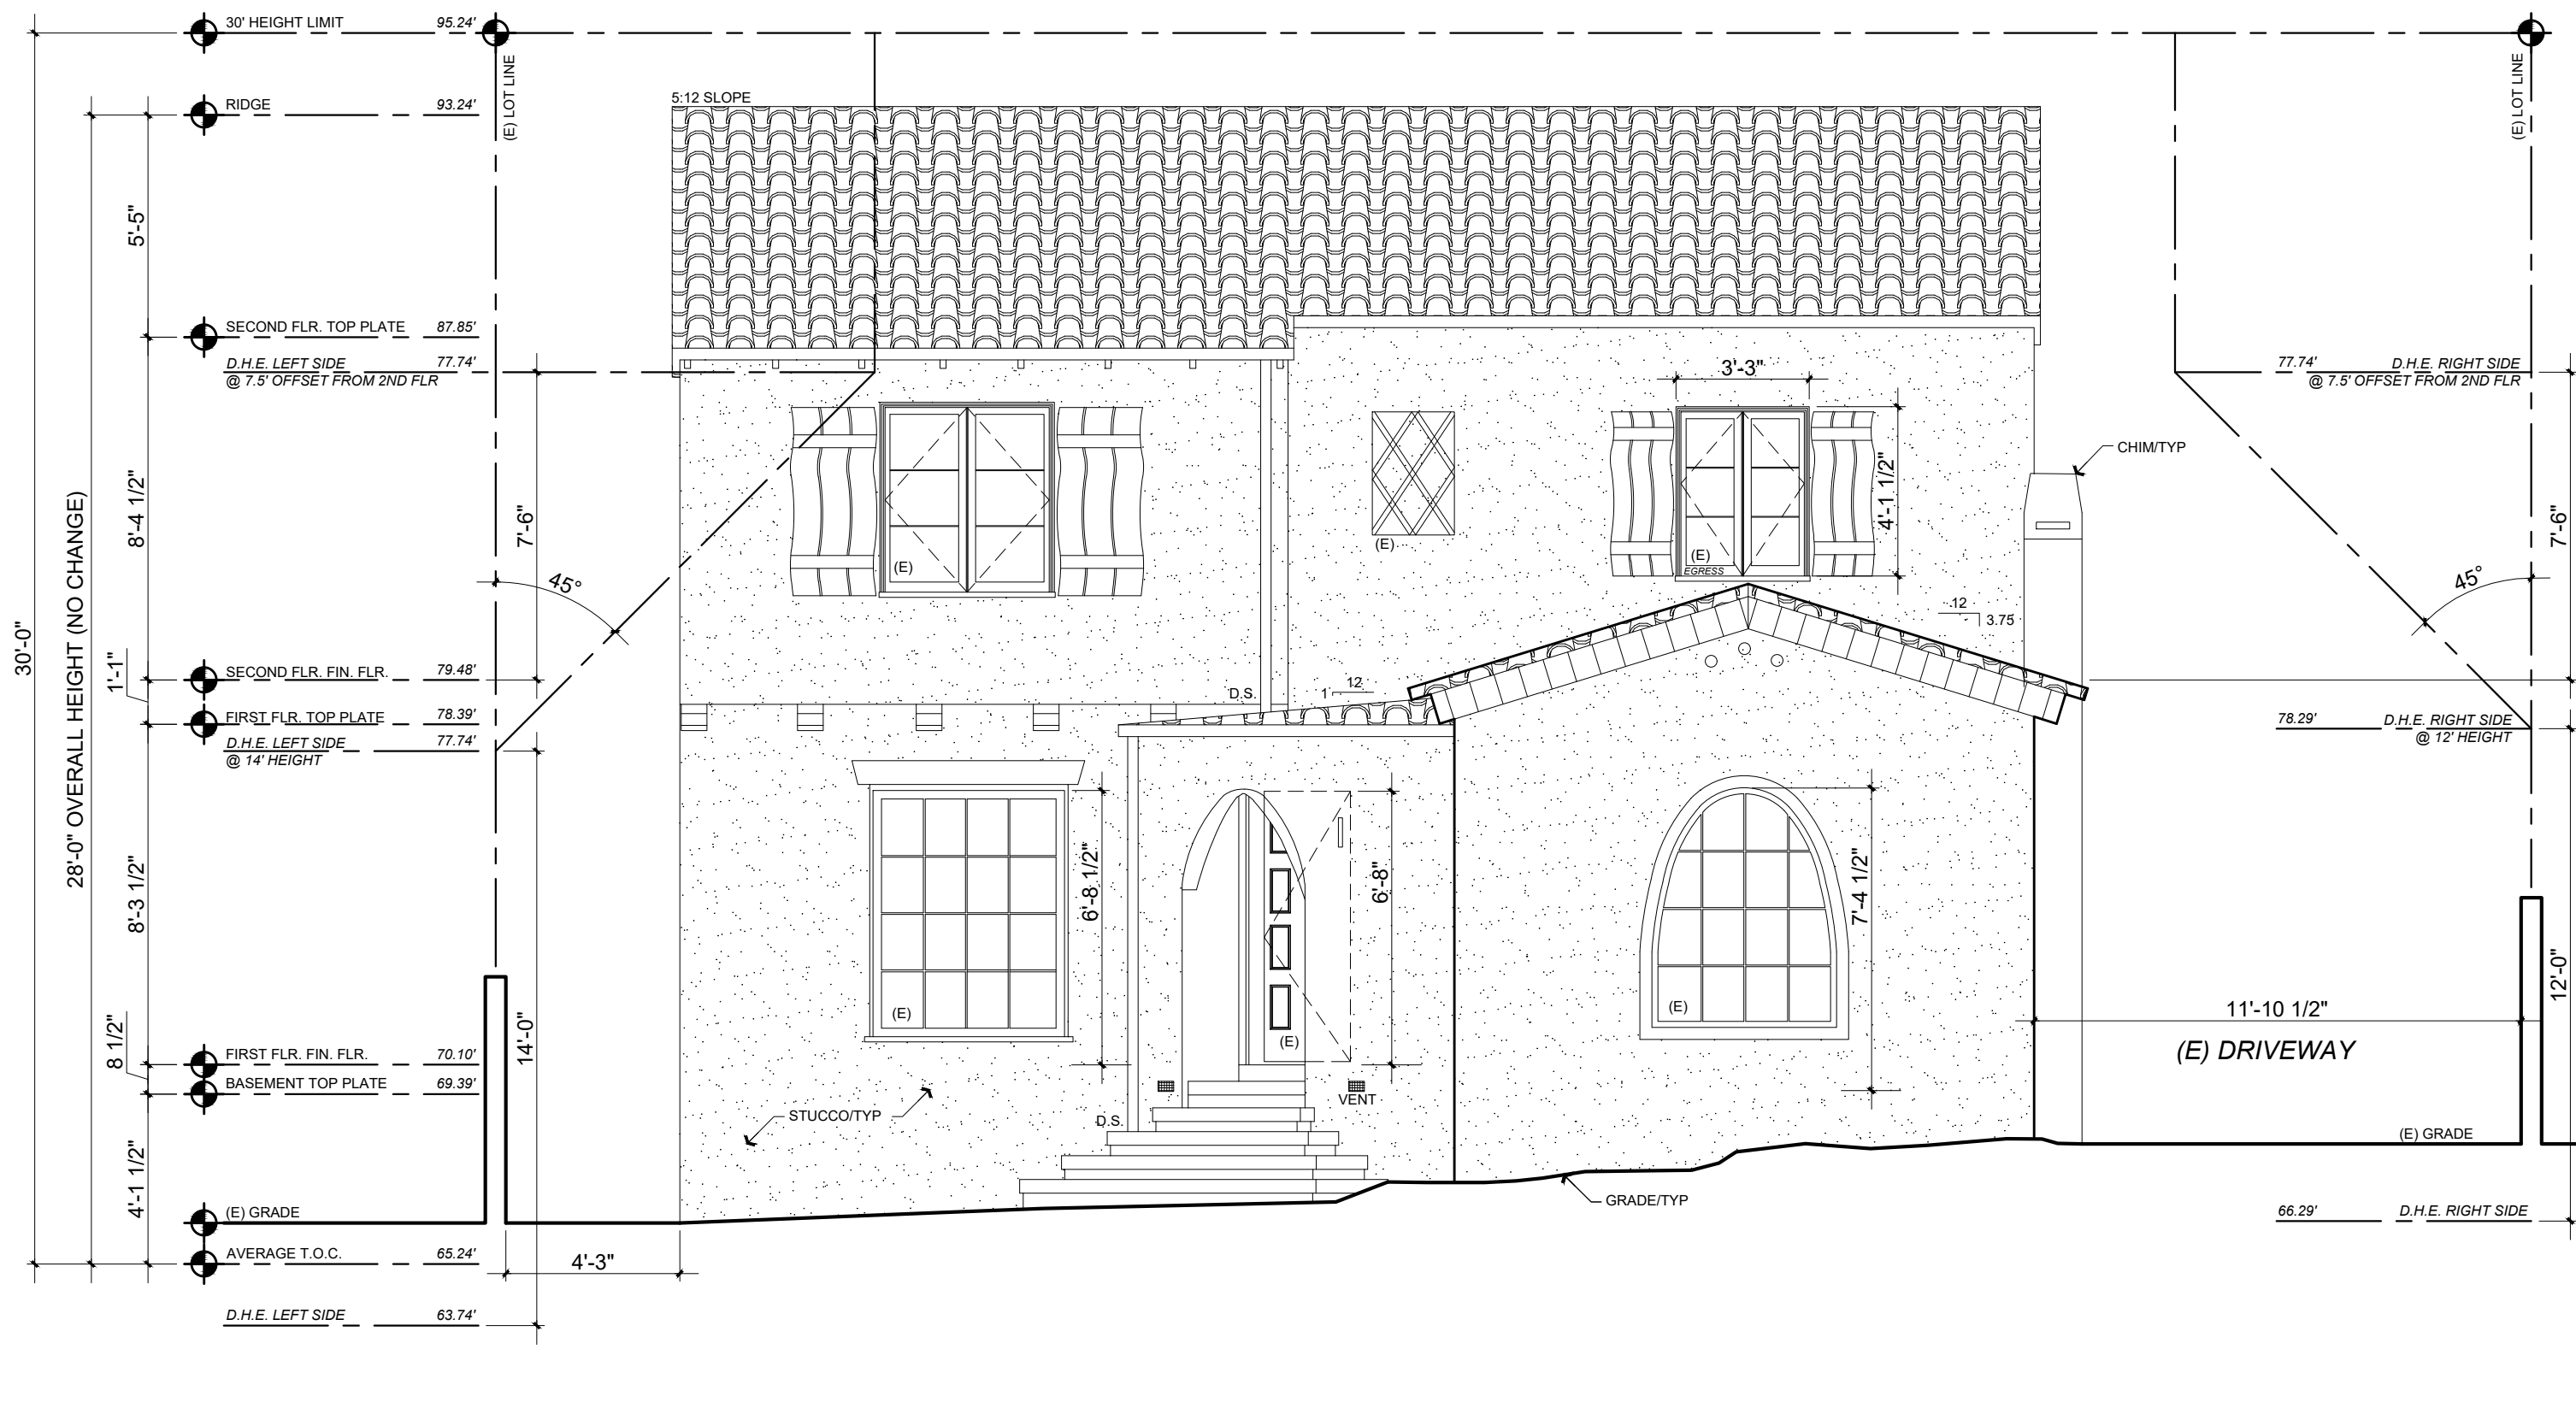 30' HEIGHT LIMIT 95.24'
(E) LOT LINE
(E) LOT LINE
5:12 SLOPE
RIDGE 93.24'
5'-5"
SECOND FLR. TOP PLATE 87.85'
D.H.E. LEFT SIDE 77.74'
@ 7.5' OFFSET FROM 2ND FLR
77.74' D.H.E. RIGHT SIDE
@ 7.5' OFFSET FROM 2ND FLR
3'-3"
CHIM/TYP
4'-1 1/2"
8'-4 1/2"
7'-6"
7'-6"
(E)
(E)
(E)
EGRESS
45°
45°
12
3.75
30'-0"
28'-0" OVERALL HEIGHT (NO CHANGE)
1'-1"
SECOND FLR. FIN. FLR. 79.48'
D.S.
12
1
FIRST FLR. TOP PLATE 78.39'
D.H.E. LEFT SIDE 77.74'
@ 14' HEIGHT
78.29' D.H.E. RIGHT SIDE
@ 12' HEIGHT
8'-3 1/2"
6'-8 1/2"
6'-8"
7'-4 1/2"
12'-0"
(E)
(E)
(E)
11'-10 1/2"
(E) DRIVEWAY
8 1/2"
14'-0"
FIRST FLR. FIN. FLR. 70.10'
BASEMENT TOP PLATE 69.39'
VENT
STUCCO/TYP
D.S.
(E) GRADE
4'-1 1/2"
GRADE/TYP
(E) GRADE
66.29' D.H.E. RIGHT SIDE
AVERAGE T.O.C. 65.24'
4'-3"
D.H.E. LEFT SIDE 63.74'